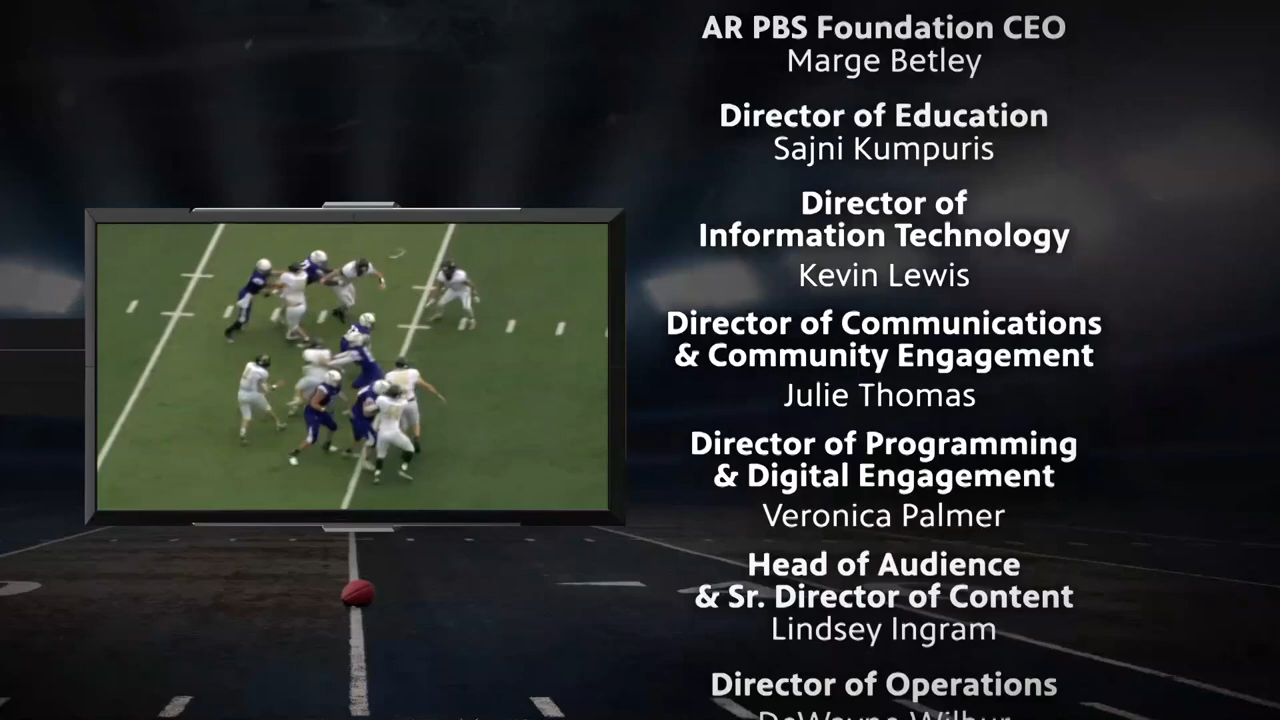 AR PBS Foundation CEO
Marge Betley
Director of Education
Sajni Kumpuris
Director of
Information Technology
Kevin Lewis
Director of Communications
& Community Engagement
Julie Thomas
Director of Programming
& Digital Engagement
Veronica Palmer
Head of Audience
& Sr. Director of Content
Lindsey Ingram
Director of Operations
DeWayne Wilbur